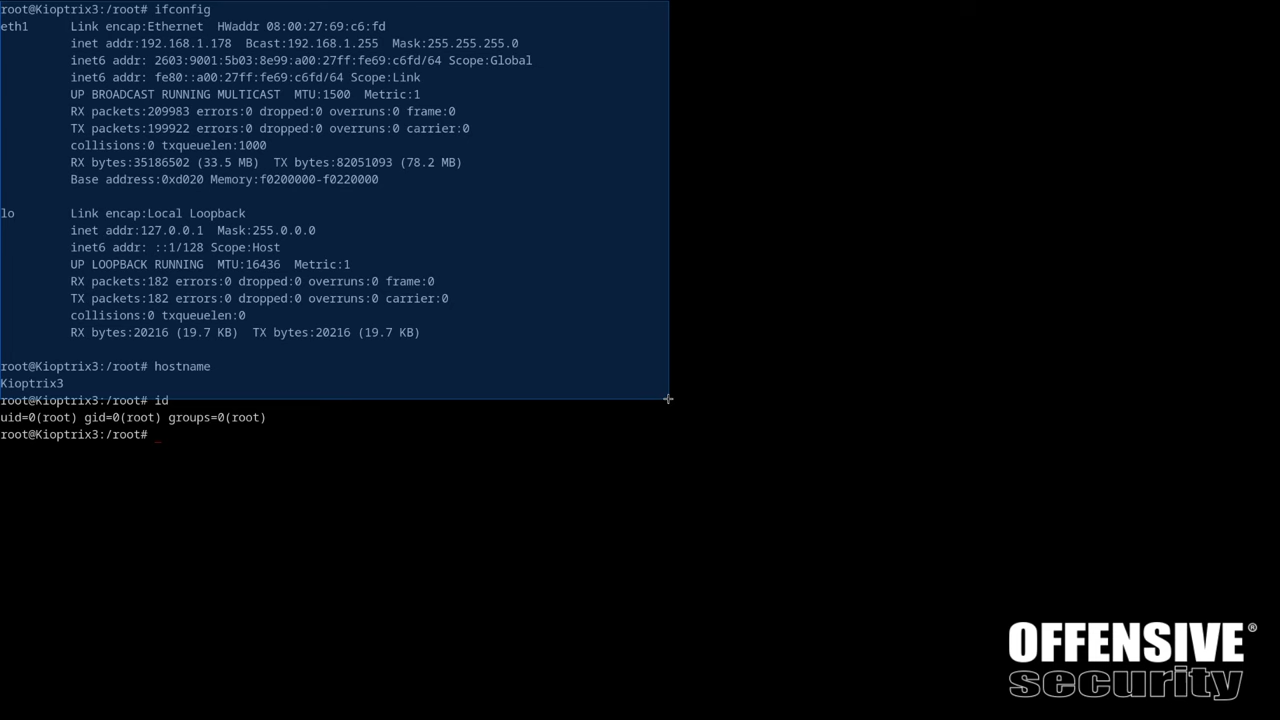 root@Kioptrix3:/root# ifconfig
eth1      Link encap:Ethernet  HWaddr 08:00:27:69:c6:fd
          inet addr:192.168.1.178  Bcast:192.168.1.255  Mask:255.255.255.0
          inet6 addr: 2603:9001:5b03:8e99:a00:27ff:fe69:c6fd/64 Scope:Global
          inet6 addr: fe80::a00:27ff:fe69:c6fd/64 Scope:Link
          UP BROADCAST RUNNING MULTICAST  MTU:1500  Metric:1
          RX packets:209983 errors:0 dropped:0 overruns:0 frame:0
          TX packets:199922 errors:0 dropped:0 overruns:0 carrier:0
          collisions:0 txqueuelen:1000
          RX bytes:35186502 (33.5 MB)  TX bytes:82051093 (78.2 MB)
          Base address:0xd020 Memory:f0200000-f0220000
lo        Link encap:Local Loopback
          inet addr:127.0.0.1  Mask:255.0.0.0
          inet6 addr: ::1/128 Scope:Host
          UP LOOPBACK RUNNING  MTU:16436  Metric:1
          RX packets:182 errors:0 dropped:0 overruns:0 frame:0
          TX packets:182 errors:0 dropped:0 overruns:0 carrier:0
          collisions:0 txqueuelen:0
          RX bytes:20216 (19.7 KB)  TX bytes:20216 (19.7 KB)
root@Kioptrix3:/root# hostname
Kioptrix3
root@Kioptrix3:/root# id
uid=0(root) gid=0(root) groups=0(root)
root@Kioptrix3:/root# _
OFFENSIVE®
security